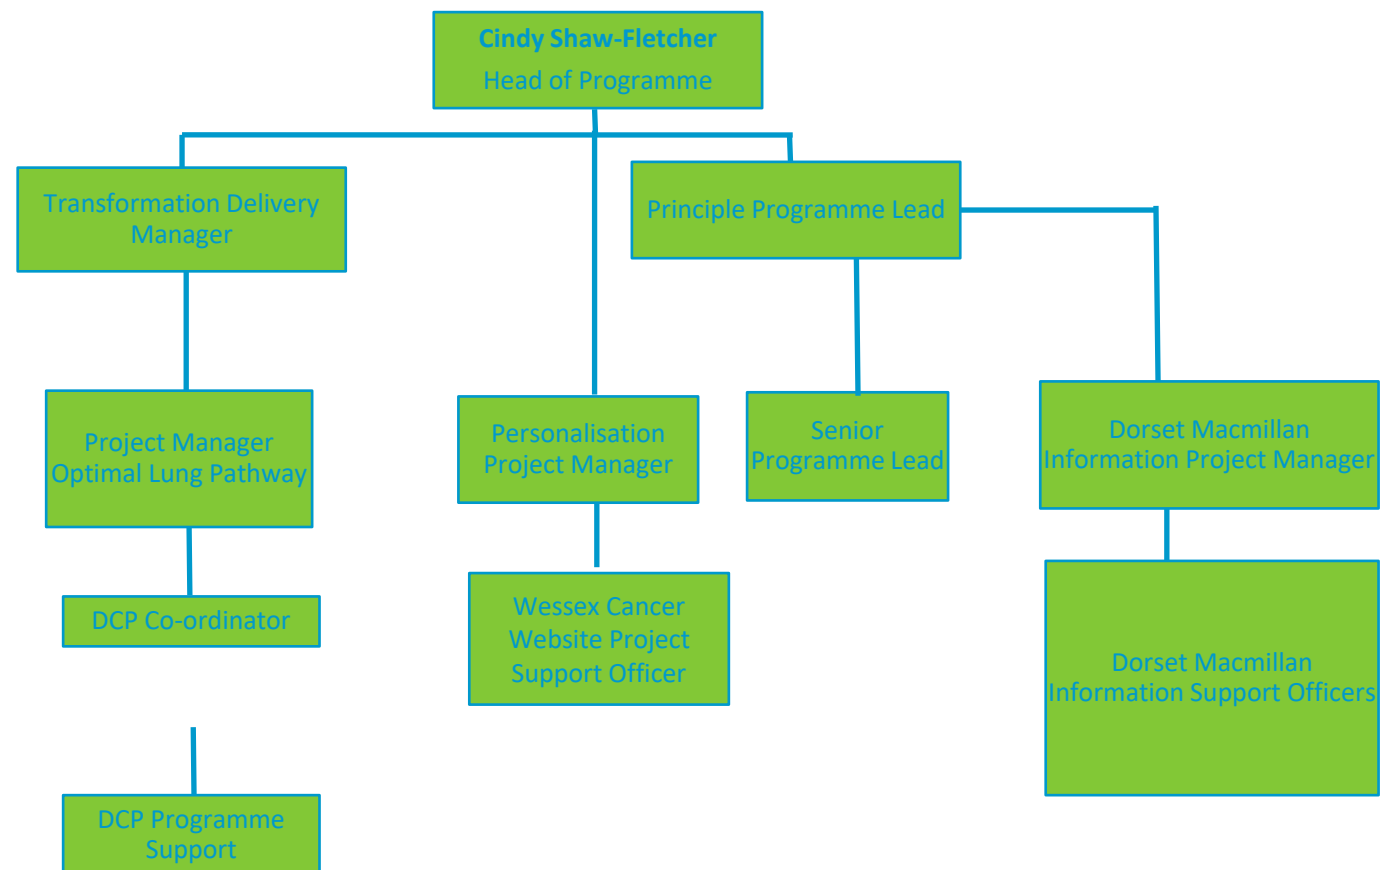 Cindy Shaw-Fletcher
Head of Programme
Transformation Delivery
Manager
Principle Programme Lead
Project Manager
Optimal Lung Pathway
Personalisation
Project Manager
Senior
Programme Lead
Dorset Macmillan
Information Project Manager
DCP Co-ordinator
Wessex Cancer
Website Project
Support Officer
Dorset Macmillan
Information Support Officers
DCP Programme
Support